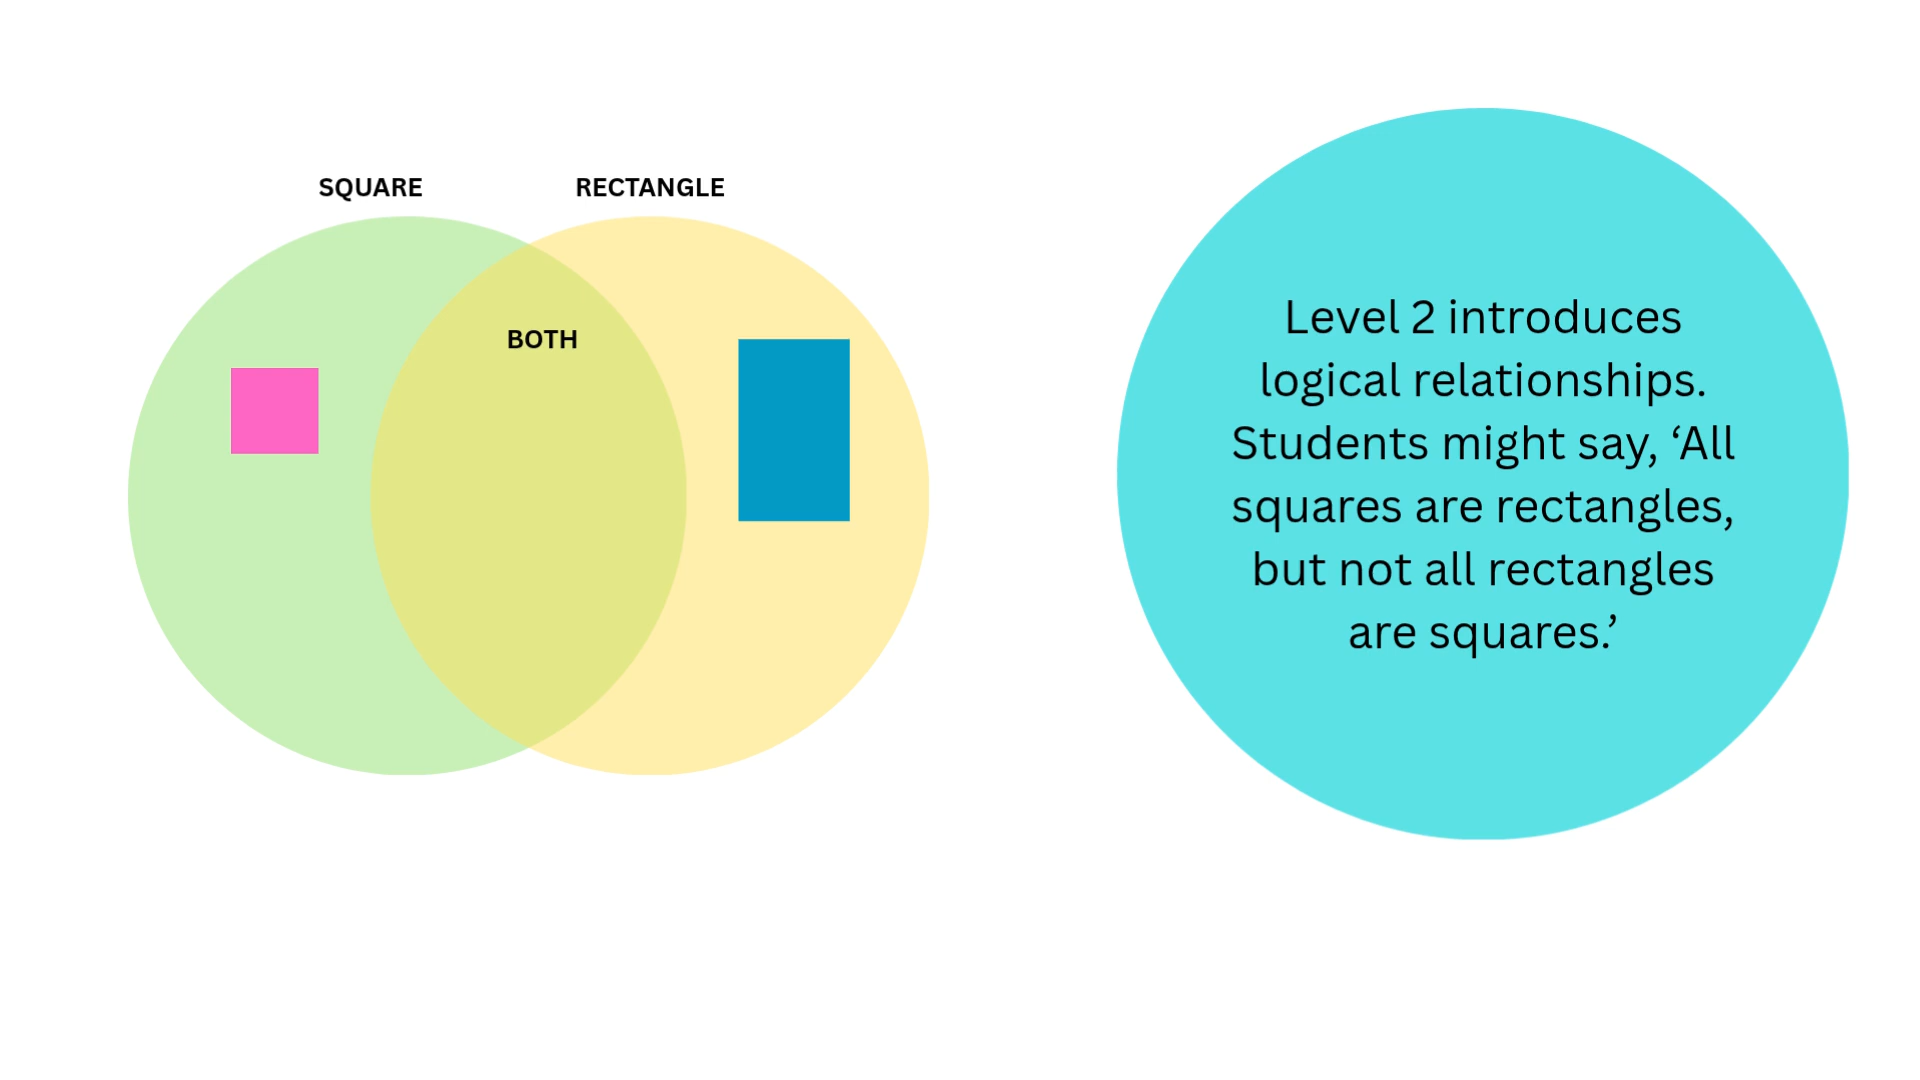 SQUARE
RECTANGLE
BOTH
Level 2 introduces
logical relationships.
Students might say, ‘All
squares are rectangles,
but not all rectangles
are squares.’